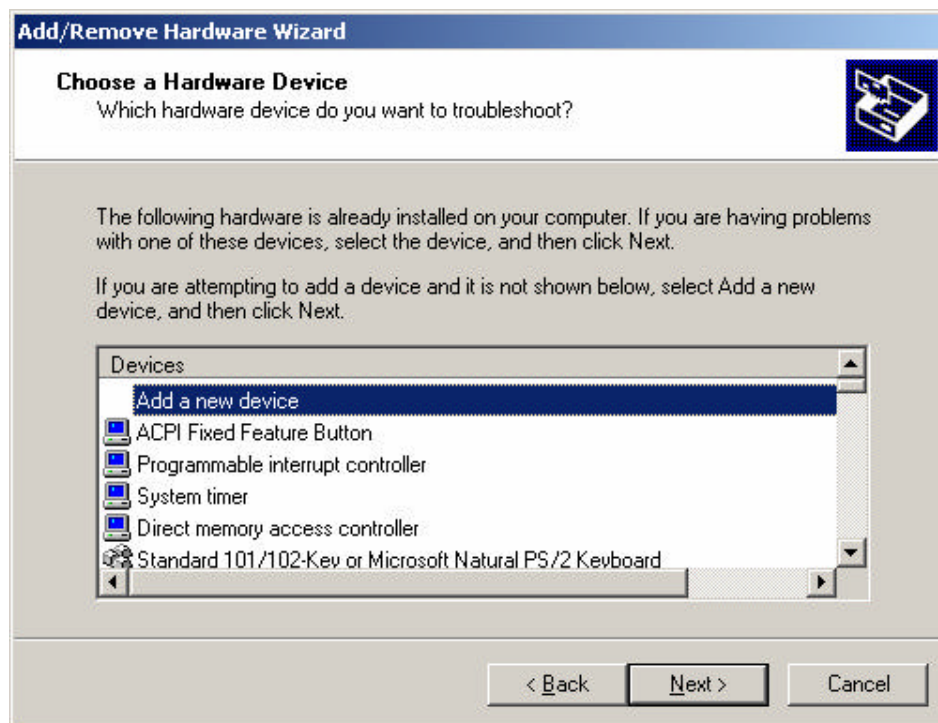 Add/Remove Hardware Wizard
Choose a Hardware Device
Which hardware device do you want to troubleshoot?
The following hardware is already installed on your computer. If you are having problems
with one of these devices, select the device, and then click Next.
If you are attempting to add a device and it is not shown below, select Add a new
device, and then click Next.
Devices
Add a new device
ACPI Fixed Feature Button
Programmable interrupt controller
System timer
Direct memory access controller
Standard 101/102-Key or Microsoft Natural PS/2 Keyboard
< Back Next > Cancel